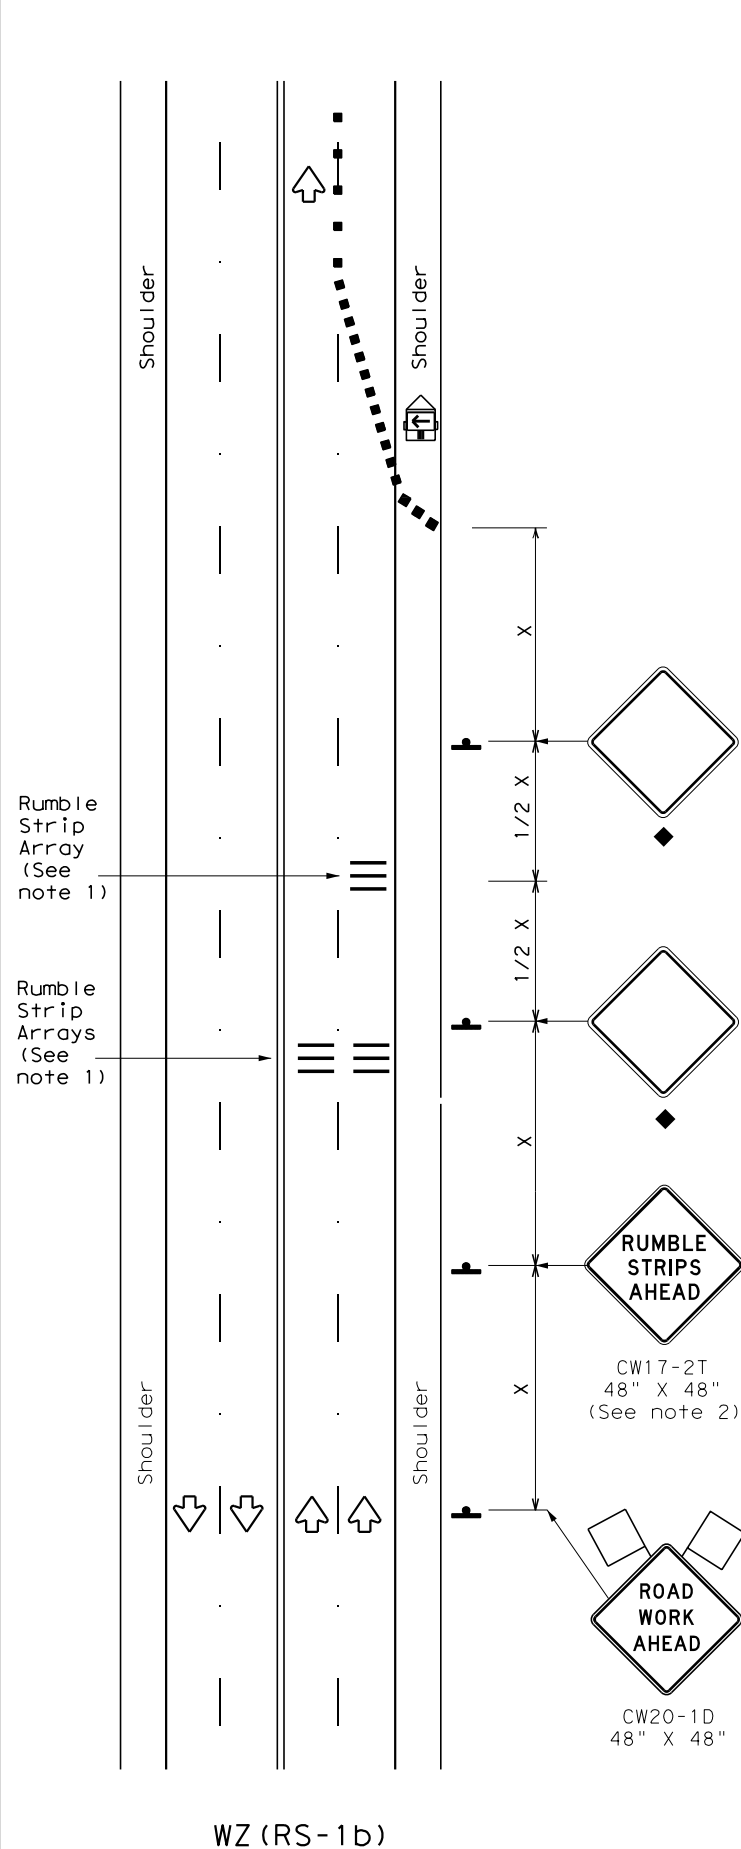 Shoulder
Shoulder
X
1/2 X
Rumble
Strip
Array
(See
note 1)
1/2 X
Rumble
Strip
Arrays
(See
note 1)
X
RUMBLE
STRIPS
AHEAD
CW17-2T
48" X 48"
(See note 2)
X
Shoulder
Shoulder
ROAD
WORK
AHEAD
CW20-1D
48" X 48"
WZ (RS-1b)